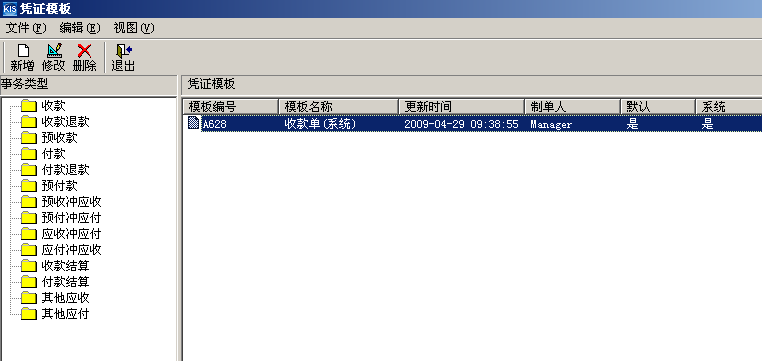 KIS 凭证模板
文件(F) 编辑(E) 视图(V)
新增 修改 删除 退出
事务类型
凭证模板
收款
收款退款
预收款
付款
付款退款
预付款
预收冲应收
预付冲应付
应收冲应付
应付冲应收
收款结算
付款结算
其他应收
其他应付
模板编号 模板名称 更新时间 制单人 默认 系统
A628 收款单(系统) 2009-04-29 09:38:55 Manager 是 是